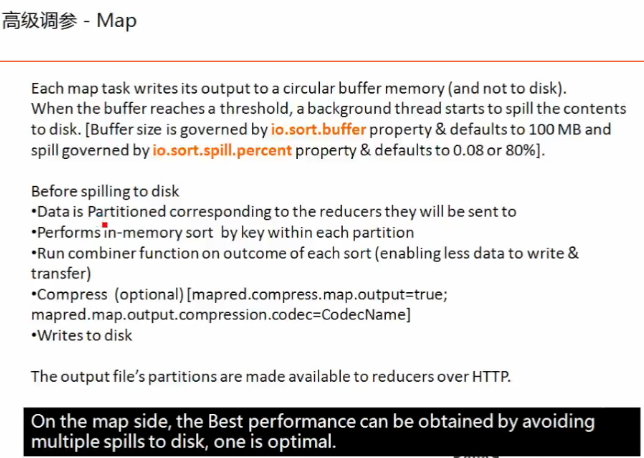 高级调参 - Map
Each map task writes its output to a circular buffer memory (and not to disk).
When the buffer reaches a threshold, a background thread starts to spill the contents
to disk. [Buffer size is governed by io.sort.buffer property & defaults to 100 MB and
spill governed by io.sort.spill.percent property & defaults to 0.08 or 80%].
Before spilling to disk
•Data is Partitioned corresponding to the reducers they will be sent to
•Performs in-memory sort by key within each partition
•Run combiner function on outcome of each sort (enabling less data to write &
transfer)
•Compress (optional) [mapred.compress.map.output=true;
mapred.map.output.compression.codec=CodecName]
•Writes to disk
The output file's partitions are made available to reducers over HTTP.
On the map side, the Best performance can be obtained by avoiding
multiple spills to disk, one is optimal.